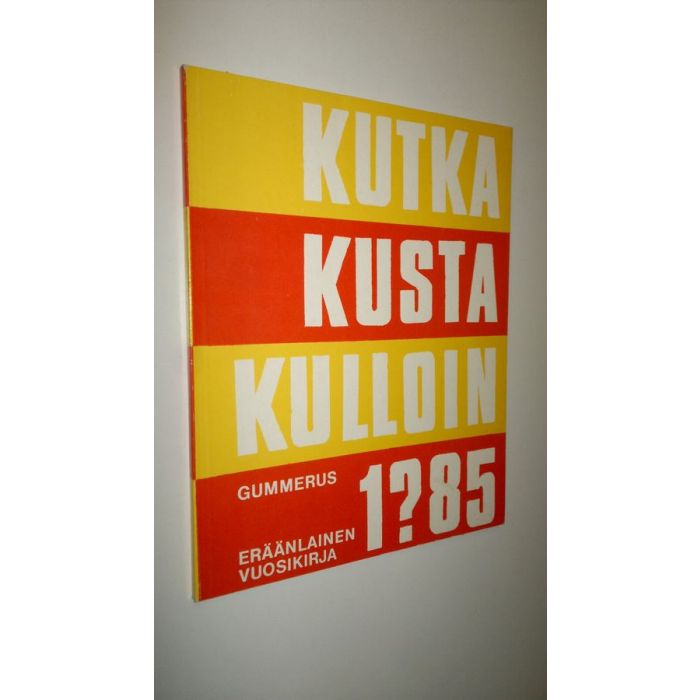 KUTKA
KUSTA
KULLOIN
GUMMERUS
1?85
ERÄÄNLAINEN
VUOSIKIRJA